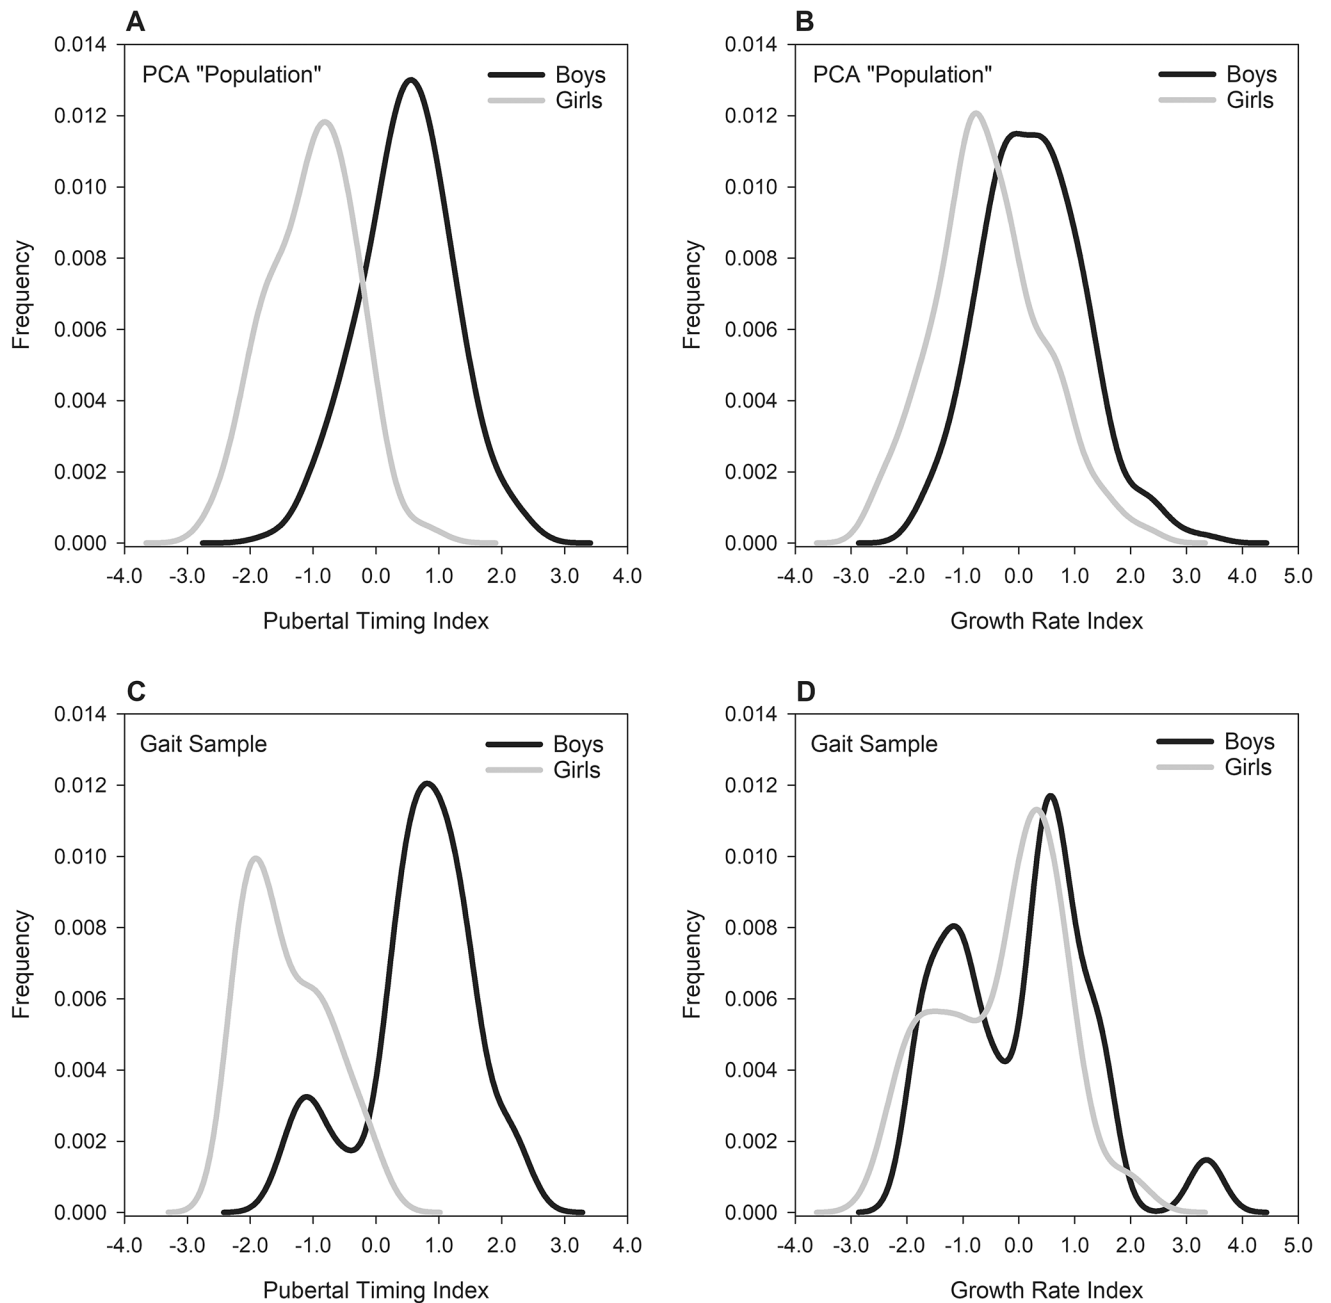 A
PCA "Population"
Boys
Girls
0.014
0.012
0.010
0.008
0.006
0.004
0.002
0.000
Frequency
-4.0 -3.0 -2.0 -1.0 0.0 1.0 2.0 3.0 4.0
Pubertal Timing Index
B
PCA "Population"
Boys
Girls
0.014
0.012
0.010
0.008
0.006
0.004
0.002
0.000
Frequency
-4.0 -3.0 -2.0 -1.0 0.0 1.0 2.0 3.0 4.0 5.0
Growth Rate Index
C
Gait Sample
Boys
Girls
0.014
0.012
0.010
0.008
0.006
0.004
0.002
0.000
Frequency
-4.0 -3.0 -2.0 -1.0 0.0 1.0 2.0 3.0 4.0
Pubertal Timing Index
D
Gait Sample
Boys
Girls
0.014
0.012
0.010
0.008
0.006
0.004
0.002
0.000
Frequency
-4.0 -3.0 -2.0 -1.0 0.0 1.0 2.0 3.0 4.0 5.0
Growth Rate Index